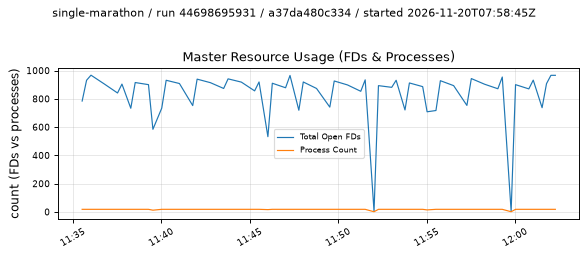 single-marathon / run 44698695931 / a37da480c334 / started 2026-11-20T07:58:45Z
Master Resource Usage (FDs & Processes)
count (FDs vs processes)
1000
800
600
400
200
0
Total Open FDs
Process Count
11:35
11:40
11:45
11:50
11:55
12:00